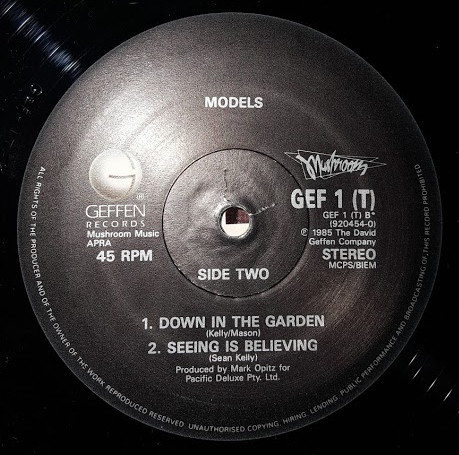 MODELS
Mushroom
GEFFEN
RECORDS
Mushroom Music
APRA
45 RPM
GEF 1 (T)
GEF 1 (T) B*
(920454-0)
℗ 1985 The David
Geffen Company
STEREO
MCPS/BIEM
SIDE TWO
1. DOWN IN THE GARDEN
(Kelly/Mason)
2. SEEING IS BELIEVING
(Sean Kelly)
Produced by Mark Opitz for
Pacific Deluxe Pty. Ltd.
ALL RIGHTS OF THE PRODUCER AND OF THE OWNER OF THE WORK REPRODUCED RESERVED. UNAUTHORISED COPYING, HIRING, LENDING, PUBLIC PERFORMANCE AND BROADCASTING OF THIS RECORD PROHIBITED